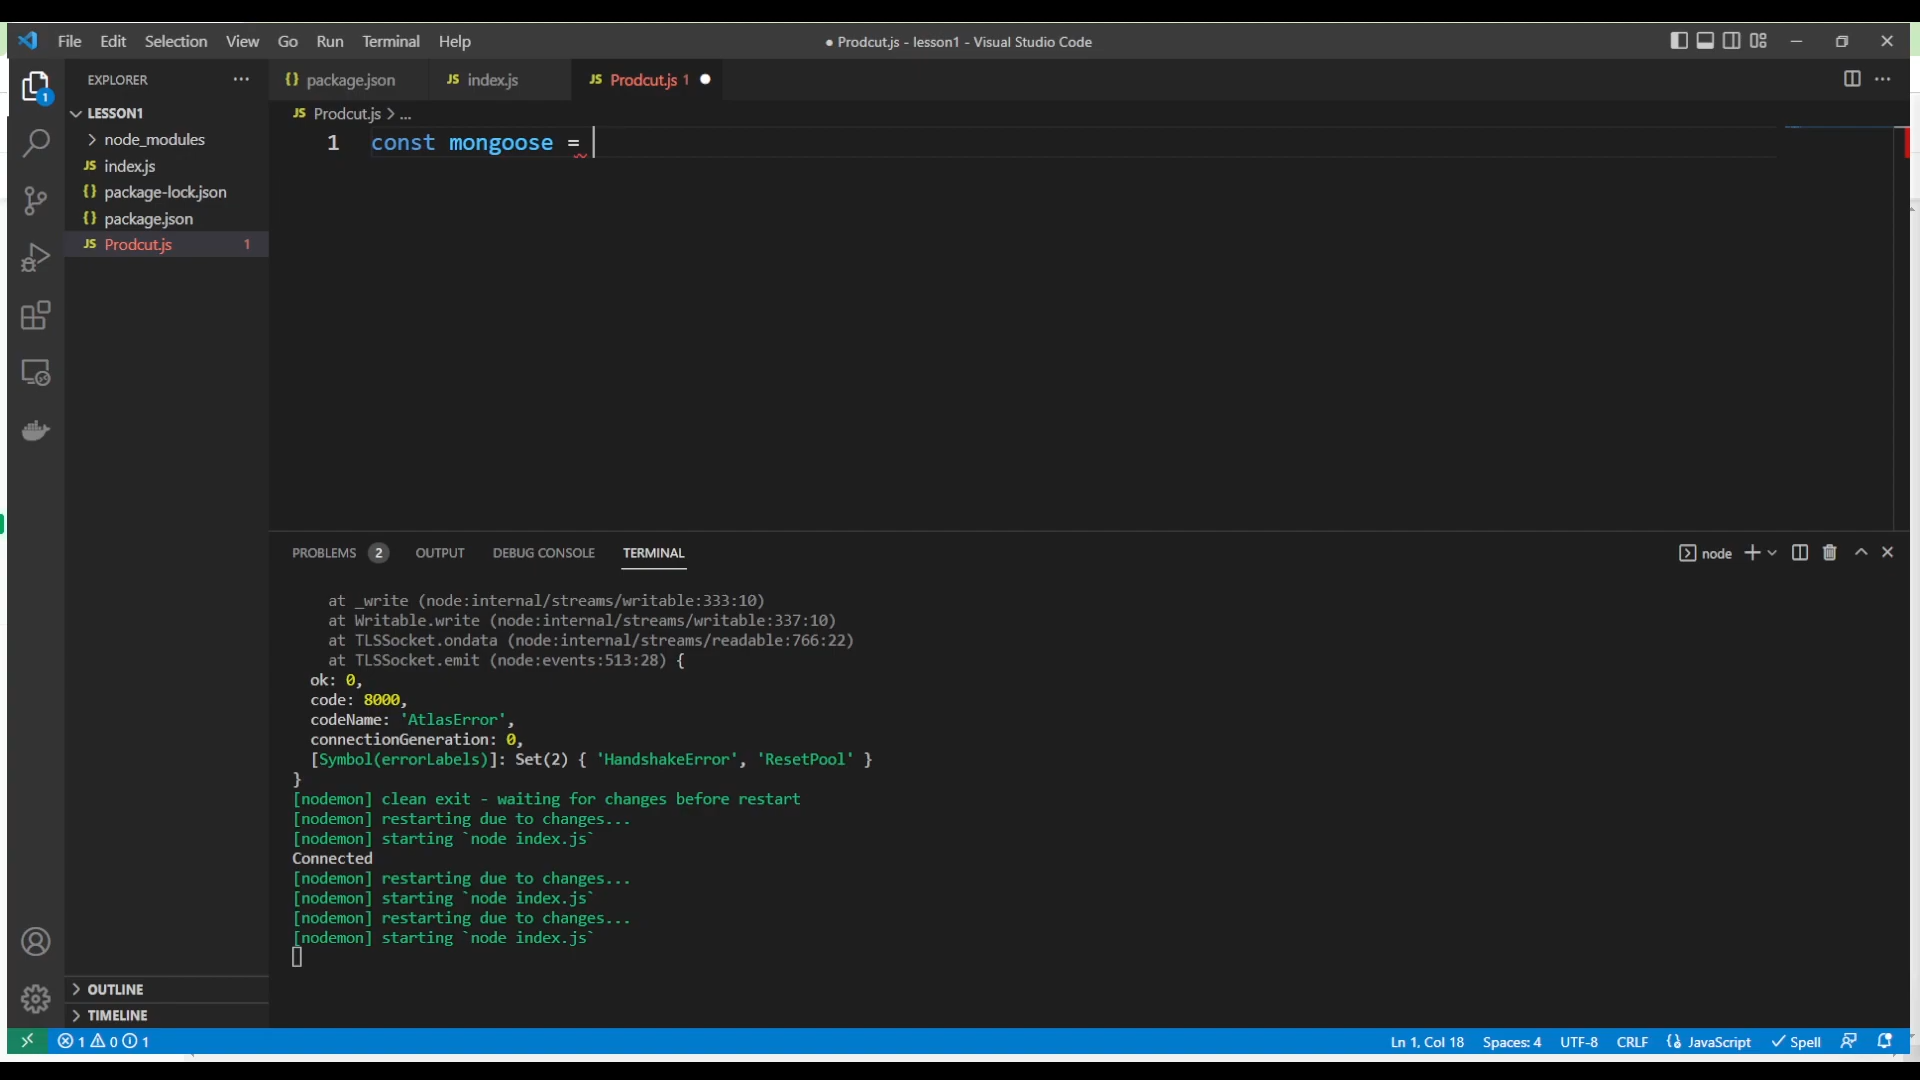 File Edit Selection View Go Run Terminal Help
● Prodcut.js - lesson1 - Visual Studio Code
EXPLORER
{} package.json
JS index.js
JS Prodcut.js 1
LESSON1
JS Prodcut.js > ...
node_modules
JS index.js
{} package-lock.json
{} package.json
JS Prodcut.js 1
1
1 const mongoose =
PROBLEMS 2 OUTPUT DEBUG CONSOLE TERMINAL
node
at _write (node:internal/streams/writable:333:10)
at Writable.write (node:internal/streams/writable:337:10)
at TLSSocket.ondata (node:internal/streams/readable:766:22)
at TLSSocket.emit (node:events:513:28) {
ok: 0,
code: 8000,
codeName: 'AtlasError',
connectionGeneration: 0,
[Symbol(errorLabels)]: Set(2) { 'HandshakeError', 'ResetPool' }
}
[nodemon] clean exit - waiting for changes before restart
[nodemon] restarting due to changes...
[nodemon] starting `node index.js`
Connected
[nodemon] restarting due to changes...
[nodemon] starting `node index.js`
[nodemon] restarting due to changes...
[nodemon] starting `node index.js`
OUTLINE
TIMELINE
1 0 1
Ln 1, Col 18 Spaces: 4 UTF-8 CRLF JavaScript Spell